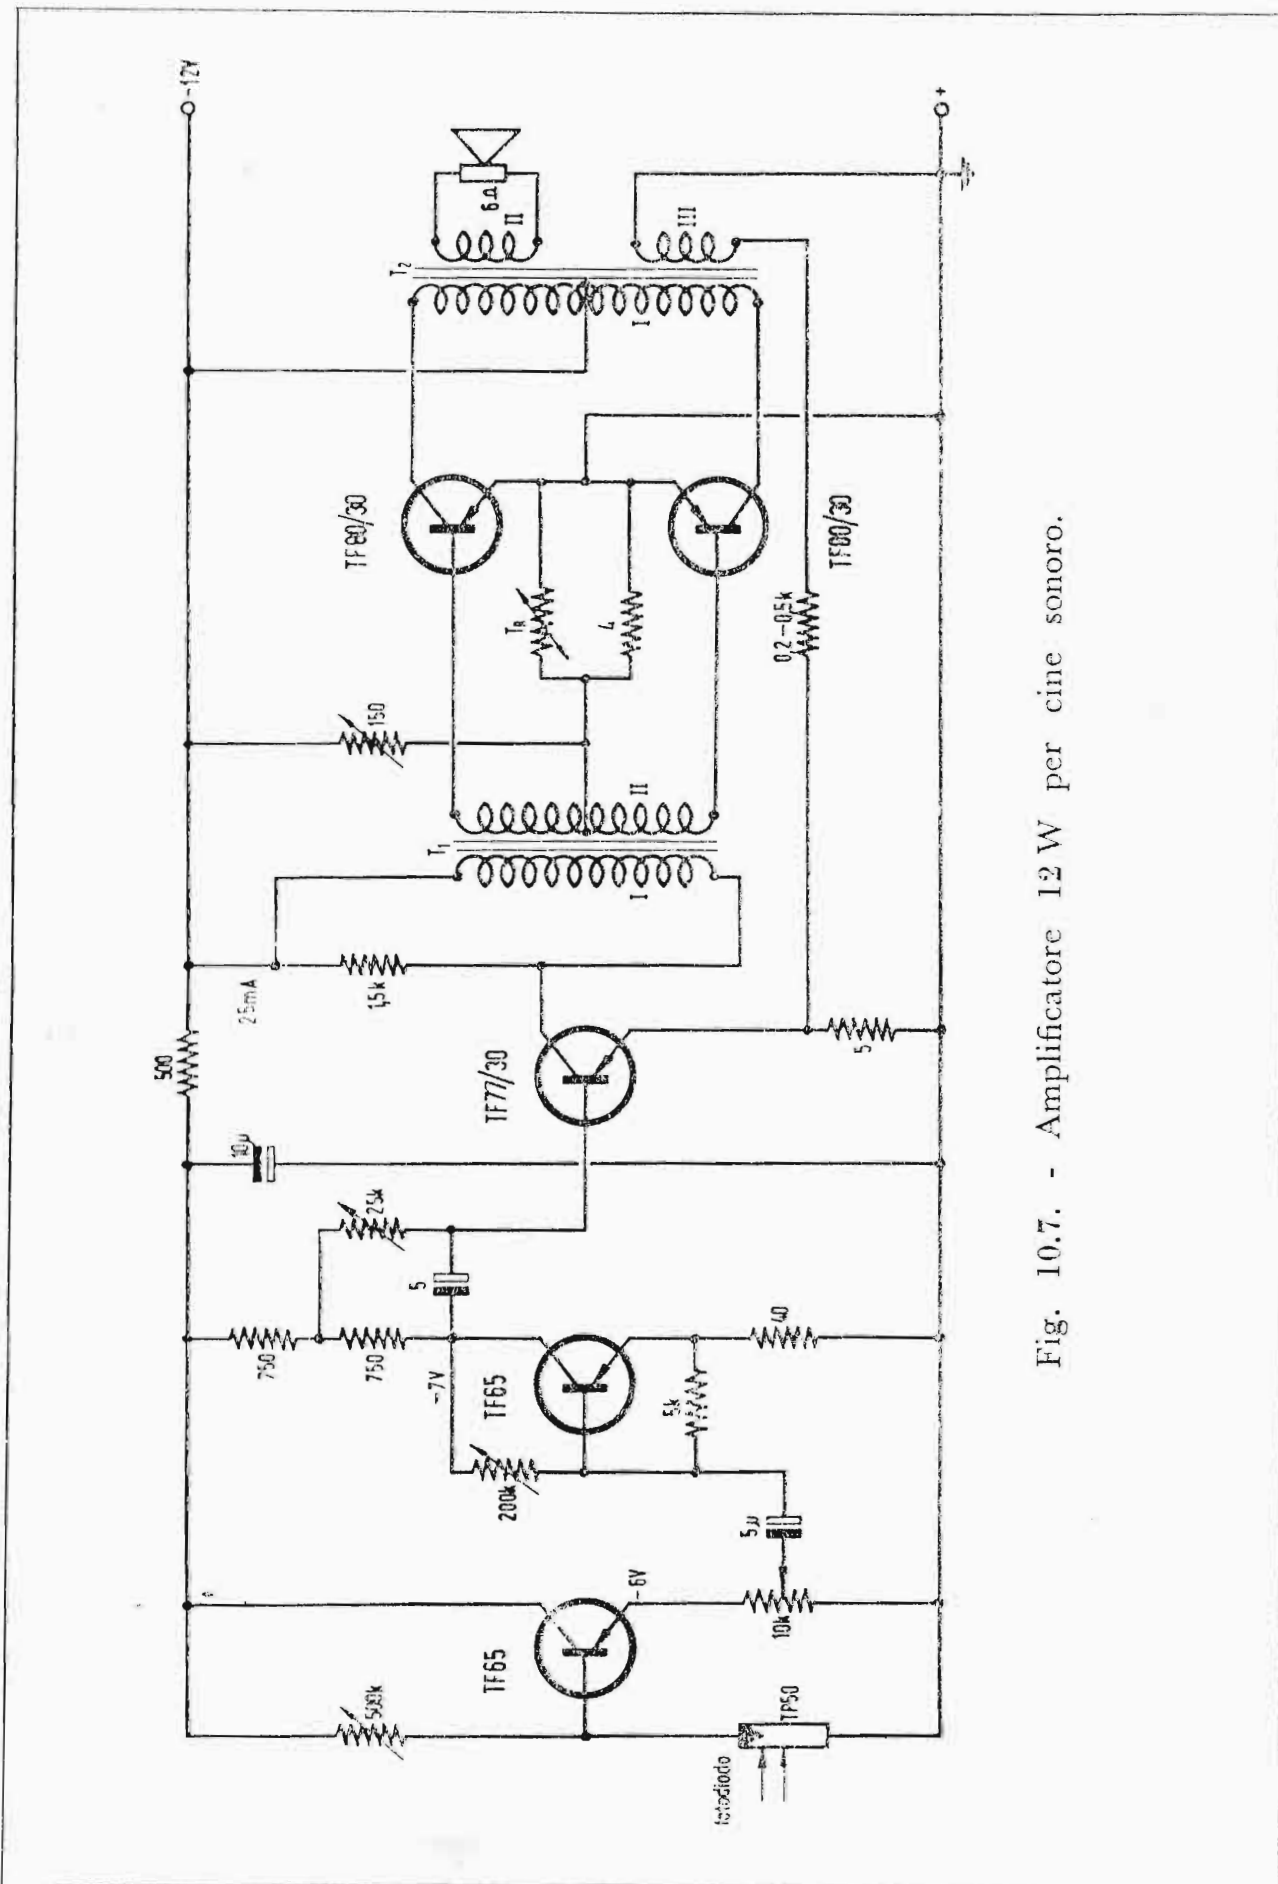 -12V
500
10µ
25mA
750
750
25k
1,5k
150
-7V
5
500k
200k
TF65
TF65
TF77/30
TF80/30
TF80/30
T1
I
II
TR
4
T2
I
II
III
6Ω
-6V
10k
5µ
5k
40
5
0,2-0,5k
fotodiodo
TP50
+
Fig. 10.7. - Amplificatore 12 W per cine sonoro.